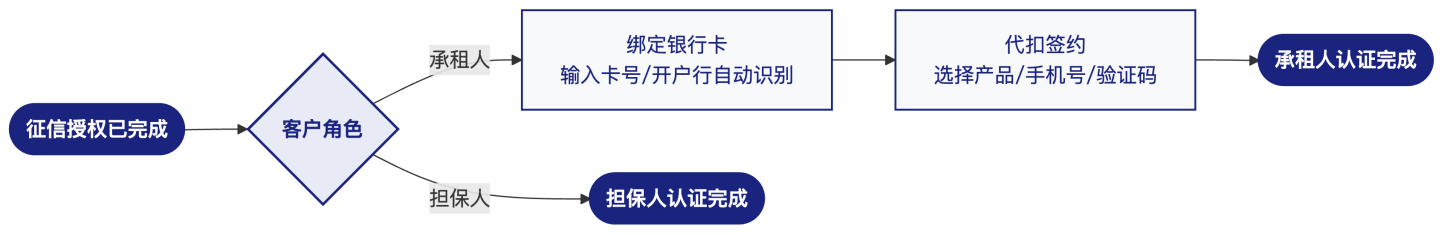 征信授权已完成
客户角色
承租人
绑定银行卡
输入卡号/开户行自动识别
代扣签约
选择产品/手机号/验证码
承租人认证完成
担保人
担保人认证完成